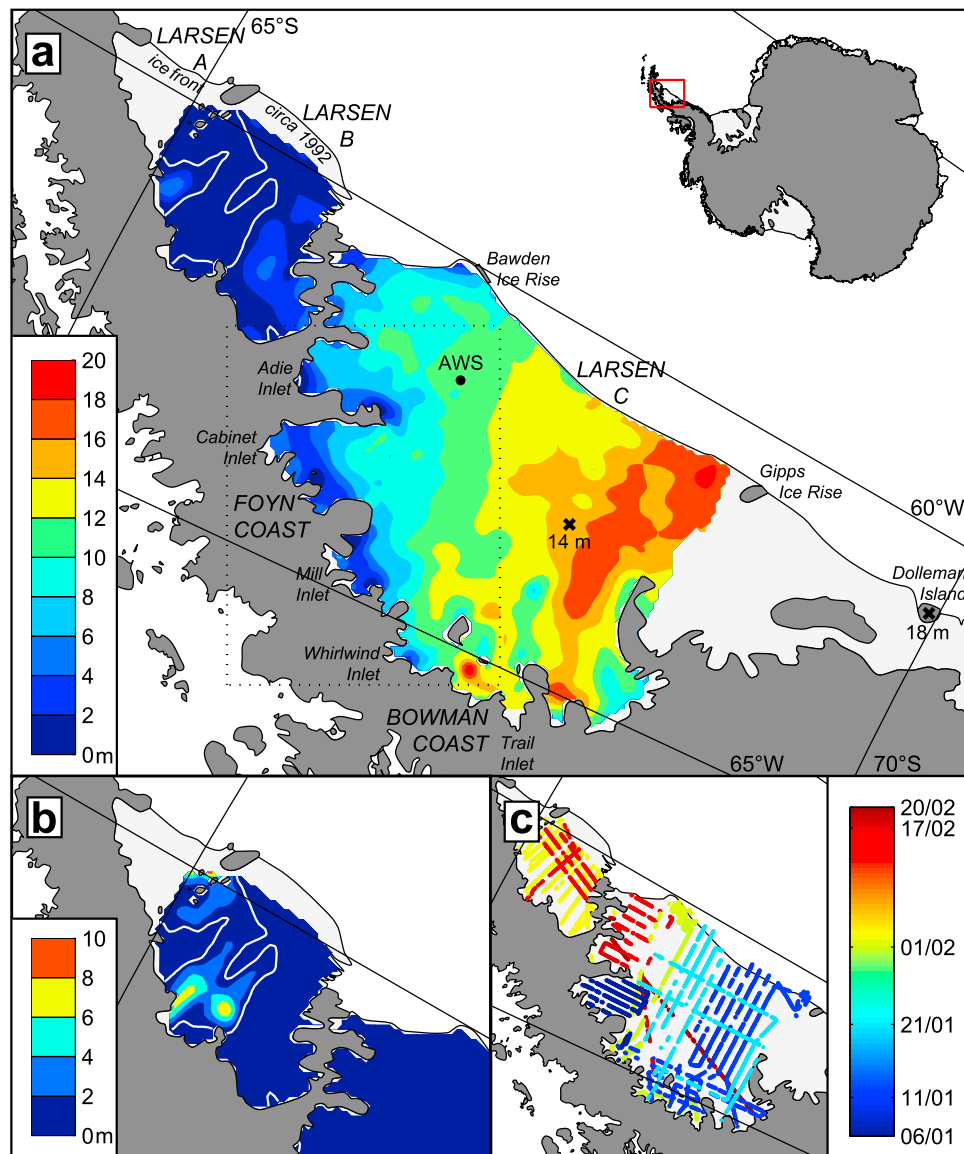 a
LARSEN
A
65°S
ice front
circa 1992
LARSEN
B
Bawden
Ice Rise
AWS
LARSEN
C
Adie
Inlet
Cabinet
Inlet
FOYN
COAST
Mill
Inlet
Whirlwind
Inlet
BOWMAN
COAST
Trail
Inlet
14 m
Gipps
Ice Rise
60°W
Dolleman
Island
18 m
65°W
70°S
20
18
16
14
12
10
8
6
4
2
0m
b
10
8
6
4
2
0m
c
20/02
17/02
01/02
21/01
11/01
06/01